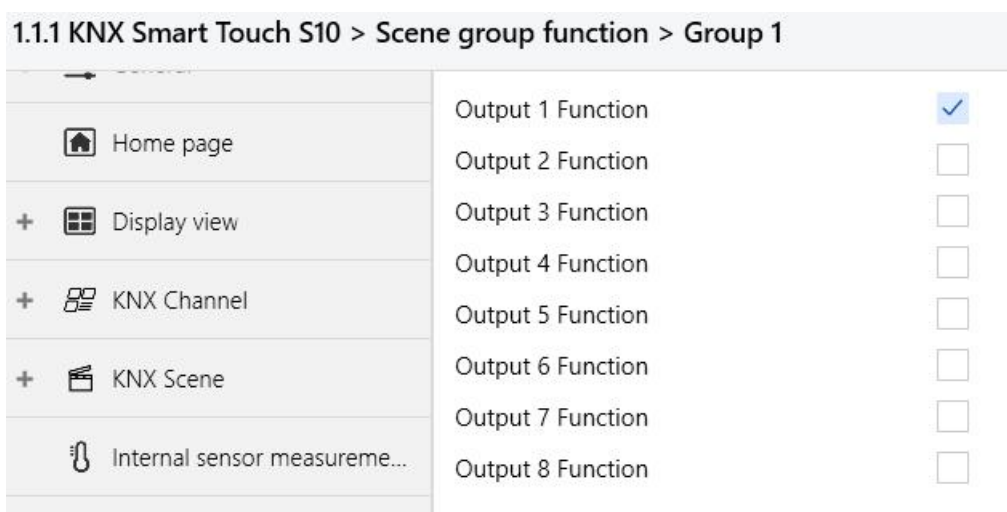 1.1.1 KNX Smart Touch S10 > Scene group function > Group 1
General
Home page
+ Display view
+ KNX Channel
+ KNX Scene
Internal sensor measureme...
Output 1 Function
Output 2 Function
Output 3 Function
Output 4 Function
Output 5 Function
Output 6 Function
Output 7 Function
Output 8 Function